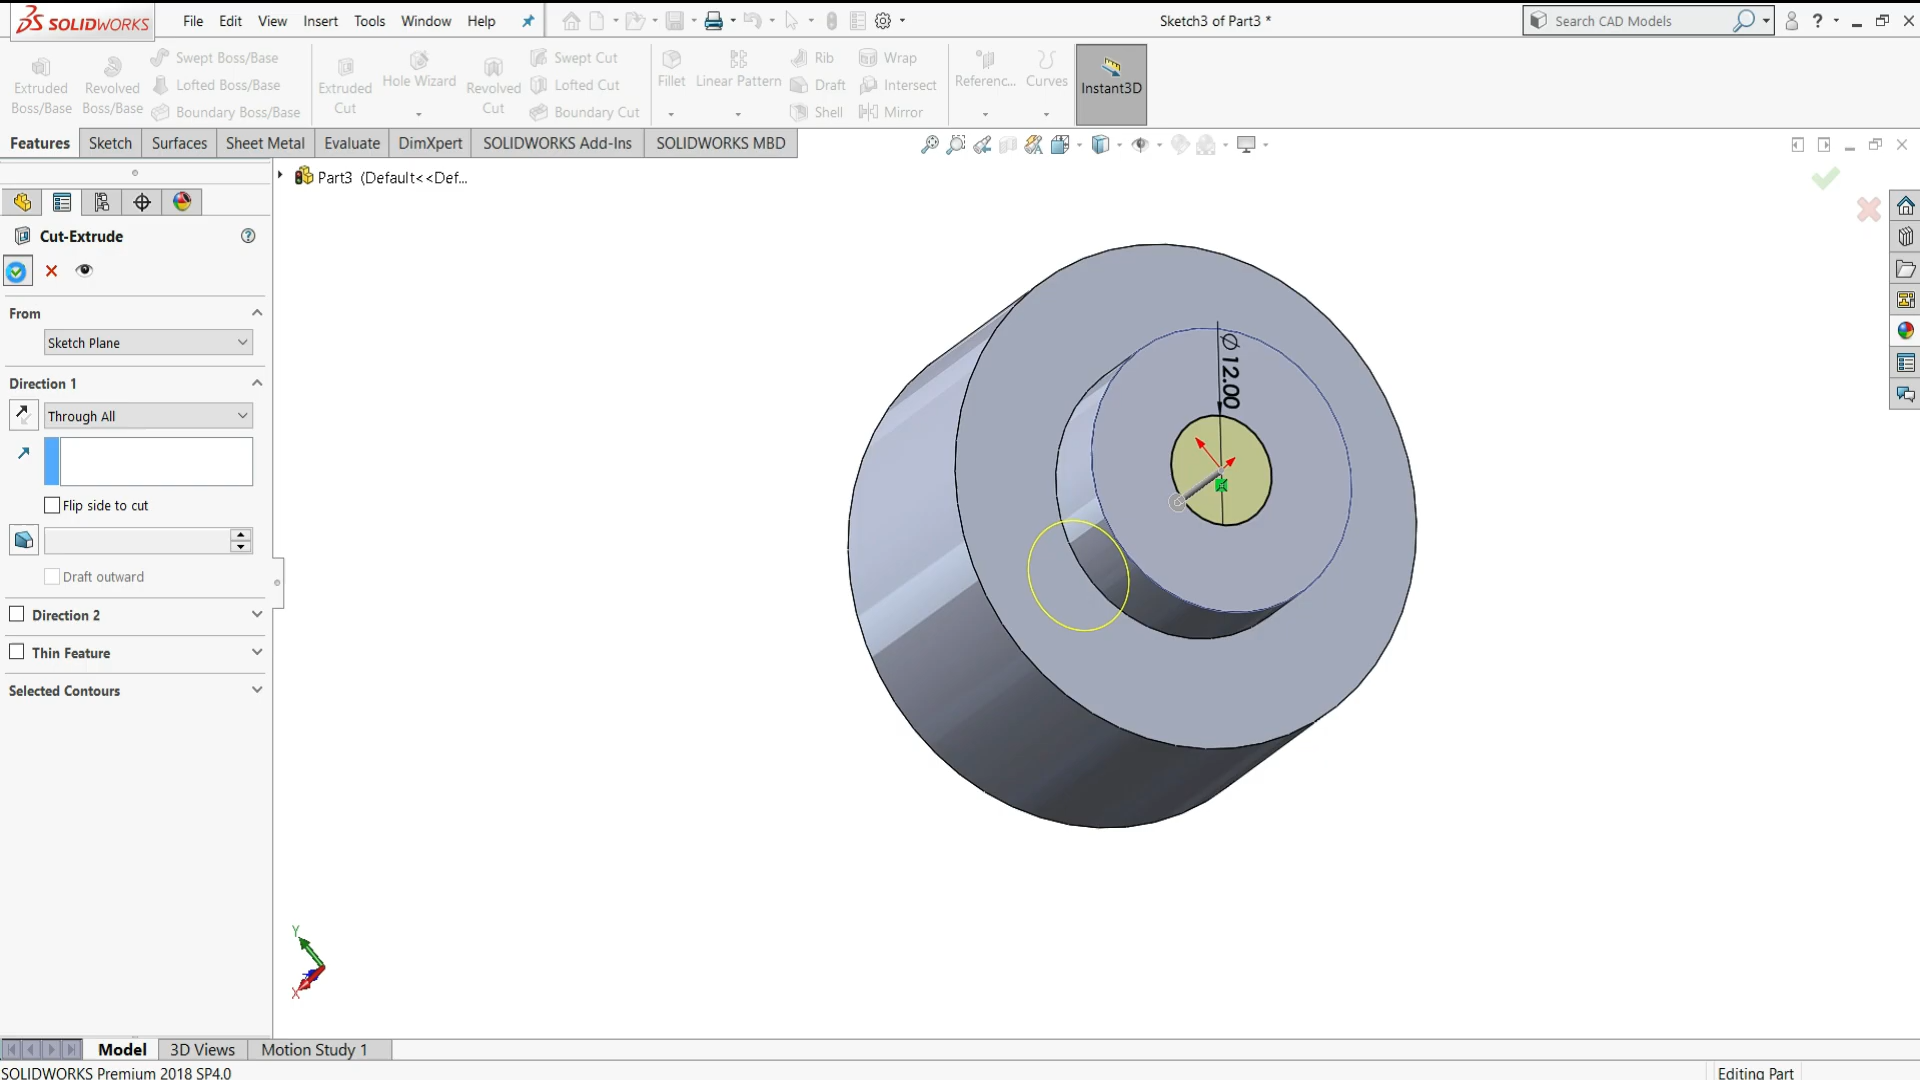 SOLIDWORKS File Edit View Insert Tools Window Help Sketch3 of Part3 * Search CAD Models ?
Extruded Boss/Base
Revolved Boss/Base
Swept Boss/Base
Lofted Boss/Base
Boundary Boss/Base
Extruded Cut
Hole Wizard
Revolved Cut
Swept Cut
Lofted Cut
Boundary Cut
Fillet
Linear Pattern
Rib
Draft
Shell
Wrap
Intersect
Mirror
Referenc...
Curves
Instant3D
Features Sketch Surfaces Sheet Metal Evaluate DimXpert SOLIDWORKS Add-Ins SOLIDWORKS MBD
Part3 (Default<<Def...
Cut-Extrude
From
Sketch Plane
Direction 1
Through All
Flip side to cut
Draft outward
Direction 2
Thin Feature
Selected Contours
∅12.00
Y
X
Model 3D Views Motion Study 1
SOLIDWORKS Premium 2018 SP4.0 Editing Part